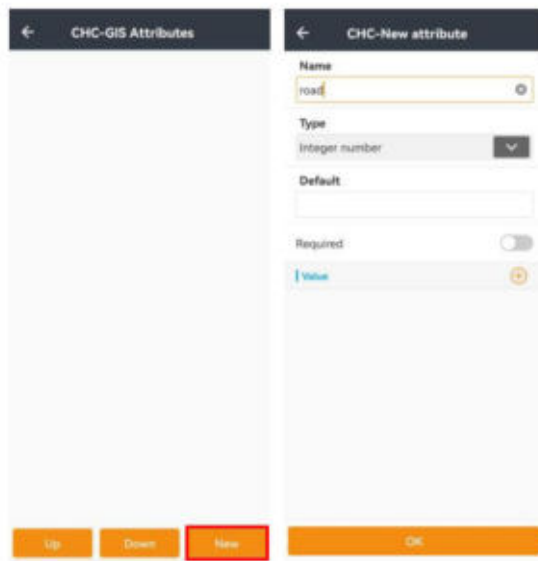 CHC-GIS Attributes
Up
Down
New
CHC-New attribute
Name
road
Type
Integer number
Default
Required
Value
OK